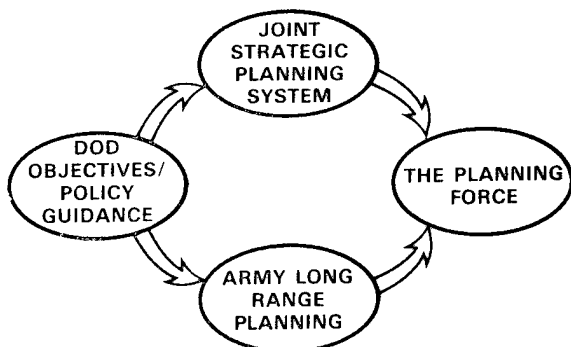 JOINT
STRATEGIC
PLANNING
SYSTEM
DOD
OBJECTIVES/
POLICY
GUIDANCE
THE PLANNING
FORCE
ARMY LONG
RANGE
PLANNING